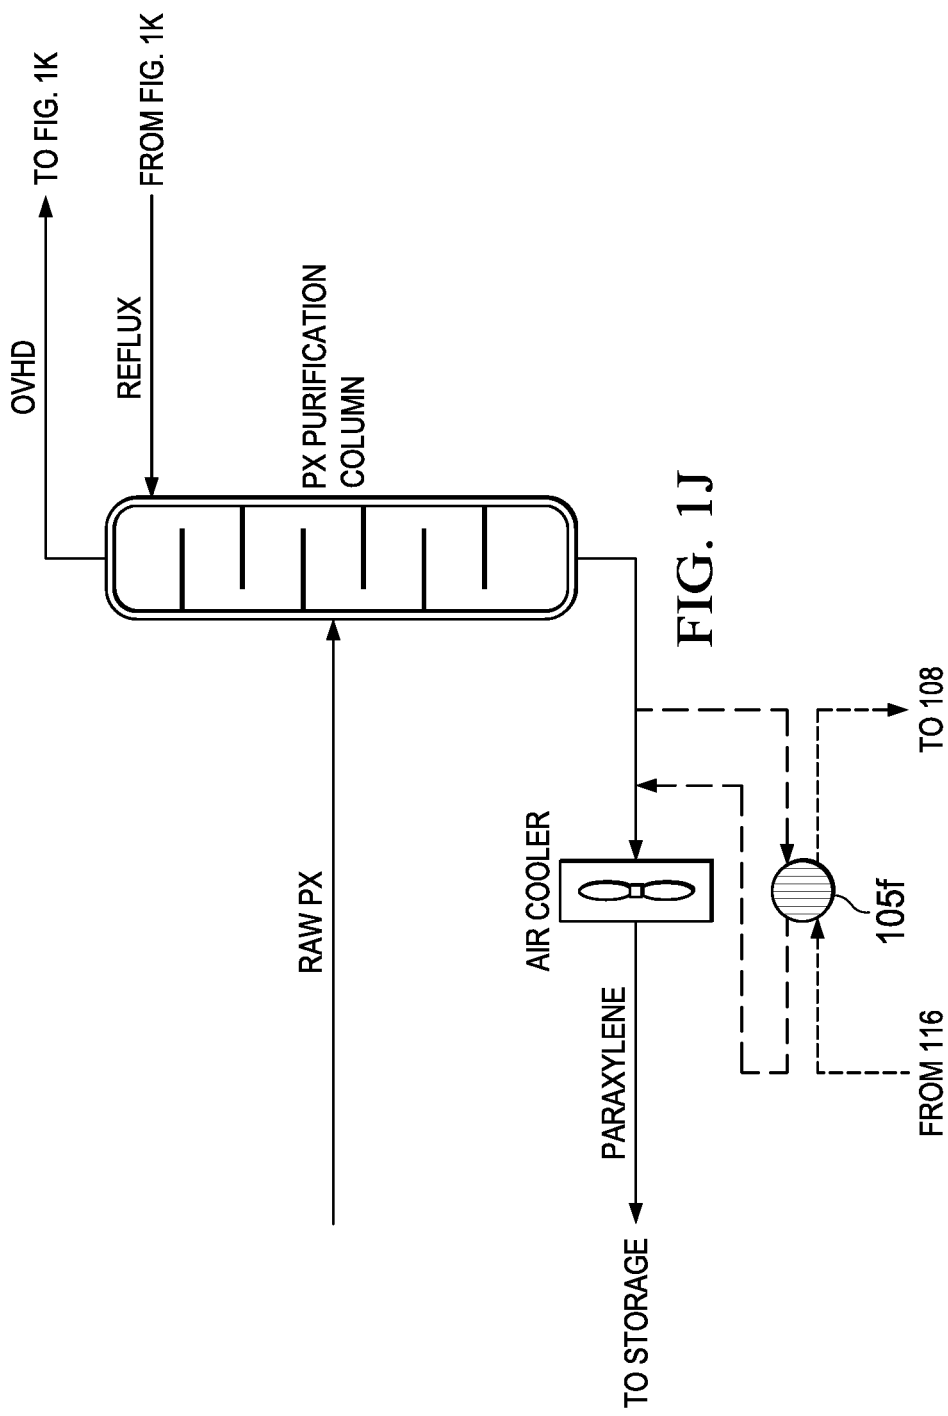 OVHD
TO FIG. 1K
REFLUX
FROM FIG. 1K
PX PURIFICATION
COLUMN
RAW PX
AIR COOLER
PARAXYLENE
TO STORAGE
FIG. 1J
105f
FROM 116
TO 108